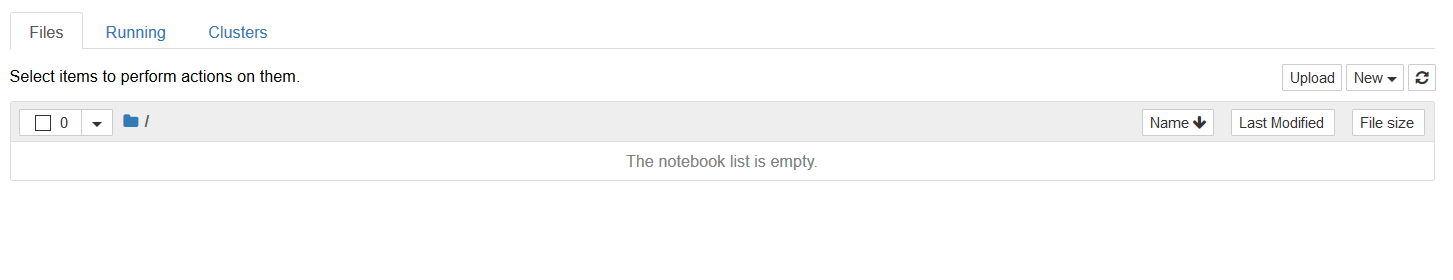 Files Running Clusters
Select items to perform actions on them.
Upload New
0 / Name Last Modified File size
The notebook list is empty.